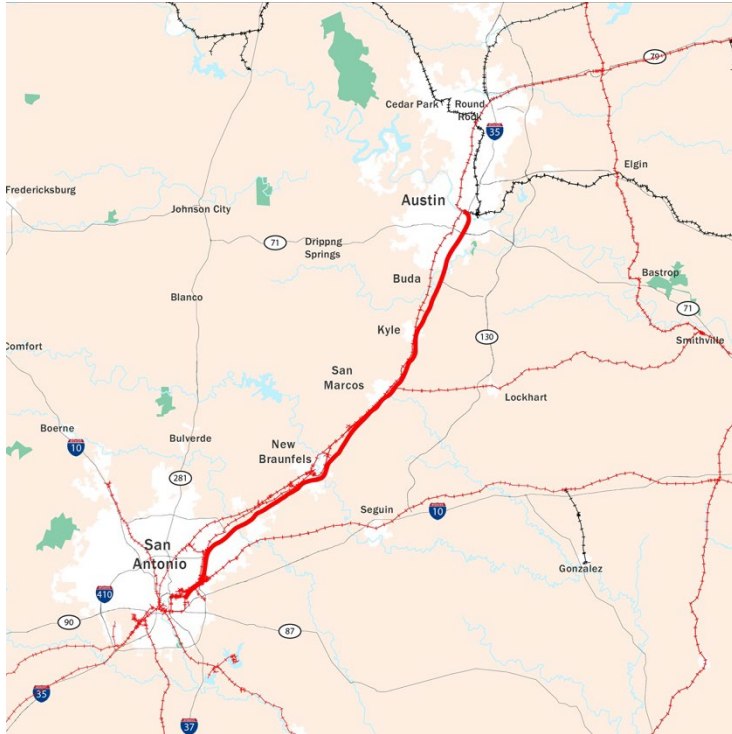 79
Cedar Park
Round
Rock
35
Elgin
Fredericksburg
Austin
Johnson City
71
Drippng
Springs
Bastrop
Buda
Blanco
71
Kyle
130
Smithville
Comfort
San
Marcos
Lockhart
Boerne
Bulverde
New
Braunfels
10
281
Seguin
10
San
Antonio
Gonzalez
410
90
87
35
37